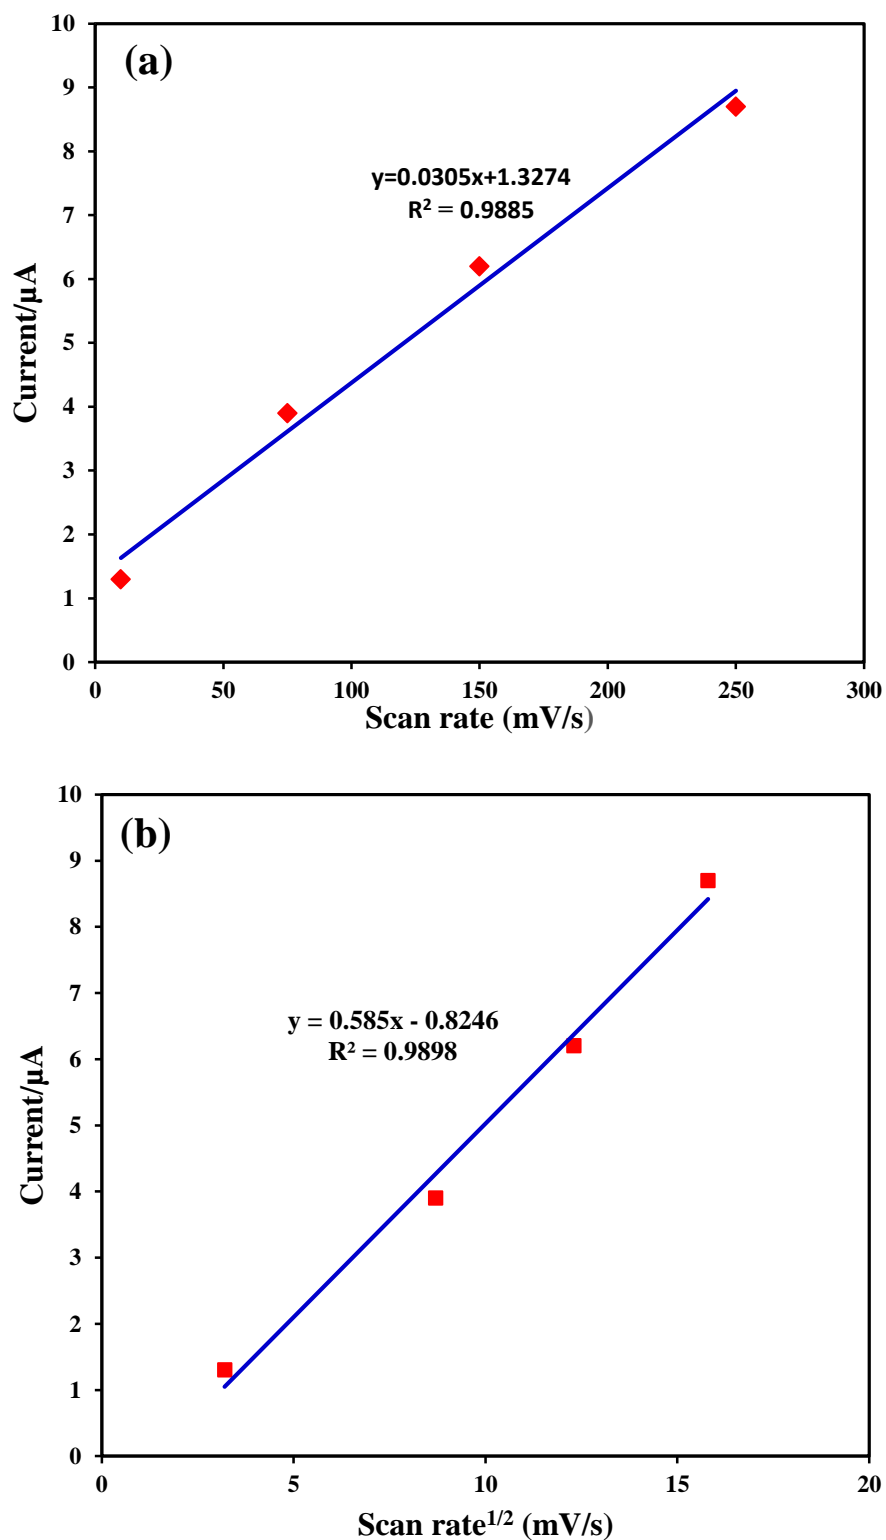 10
(a)
9
8
y=0.0305x+1.3274
R² = 0.9885
7
6
Current/µA
5
4
3
2
1
0
0 50 100 150 200 250 300
Scan rate (mV/s)
10
(b)
9
8
7
y = 0.585x - 0.8246
R² = 0.9898
6
Current/µA
5
4
3
2
1
0
0 5 10 15 20
Scan rate¹/² (mV/s)